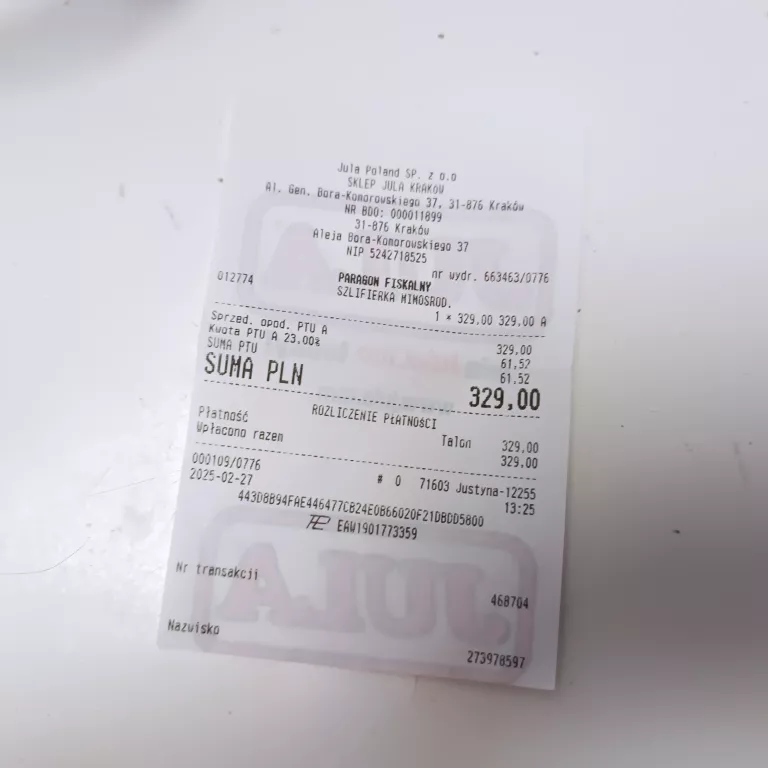 Jula Poland SP. z o.o
SKLEP JULA KRAKÓW
Al. Gen. Bora-Komorowskiego 37, 31-876 Kraków
NR BDO: 000011899
31-876 Kraków
Aleja Bora-Komorowskiego 37
NIP 5242718525
nr wydr. 663463/0776
PARAGON FISKALNY
012774 SZLIFIERKA MIMOŚROD.
1 * 329,00 329,00 A
Sprzed. opod. PTU A 329,00
Kwota PTU A 23,00% 61,52
SUMA PTU 61,52
SUMA PLN 329,00
ROZLICZENIE PŁATNOŚCI
Płatność Talon 329,00
Wpłacono razem 329,00
000109/0776 # 0 71603 Justyna-12255
2025-02-27 13:25
443D8B94FAE446477CB24E0B66020F21DBDD5800
EAW1901773359
Nr transakcji 468704
Nazwisko 273978597
JULA